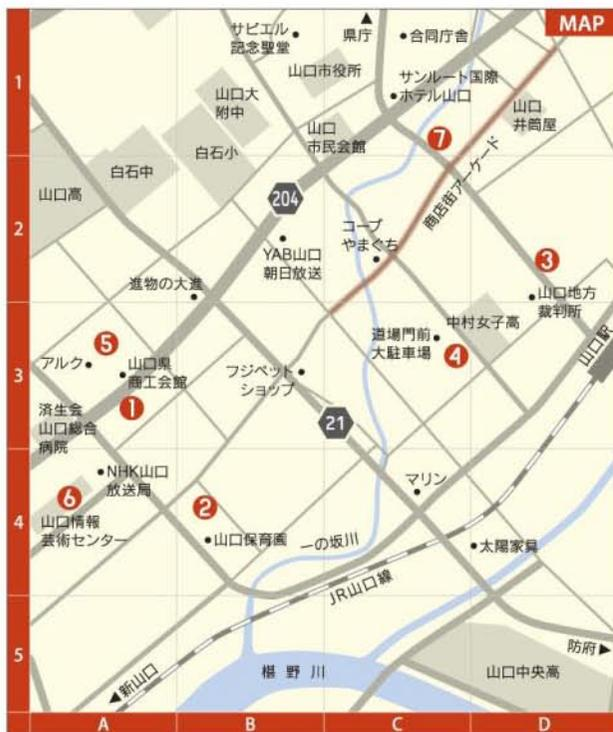 MAP
1
2
3
4
5
A
B
C
D
サビエル
記念聖堂
県庁
合同庁舎
山口市役所
サンルート国際
ホテル山口
山口大
附中
山口
市民会館
山口
井筒屋
7
白石中
白石小
山口高
204
商店街アーケード
コープ
やまぐち
YAB山口
朝日放送
3
進物の大進
山口地方
裁判所
山口駅
5
アルク
山口県
商工会館
フジペット
ショップ
道場門前
大駐車場
中村女子高
4
1
済生会
山口総合
病院
21
NHK山口
放送局
マリン
6
山口情報
芸術センター
2
山口保育園
一の坂川
太陽家具
JR山口線
新山口
椹野川
山口中央高
防府